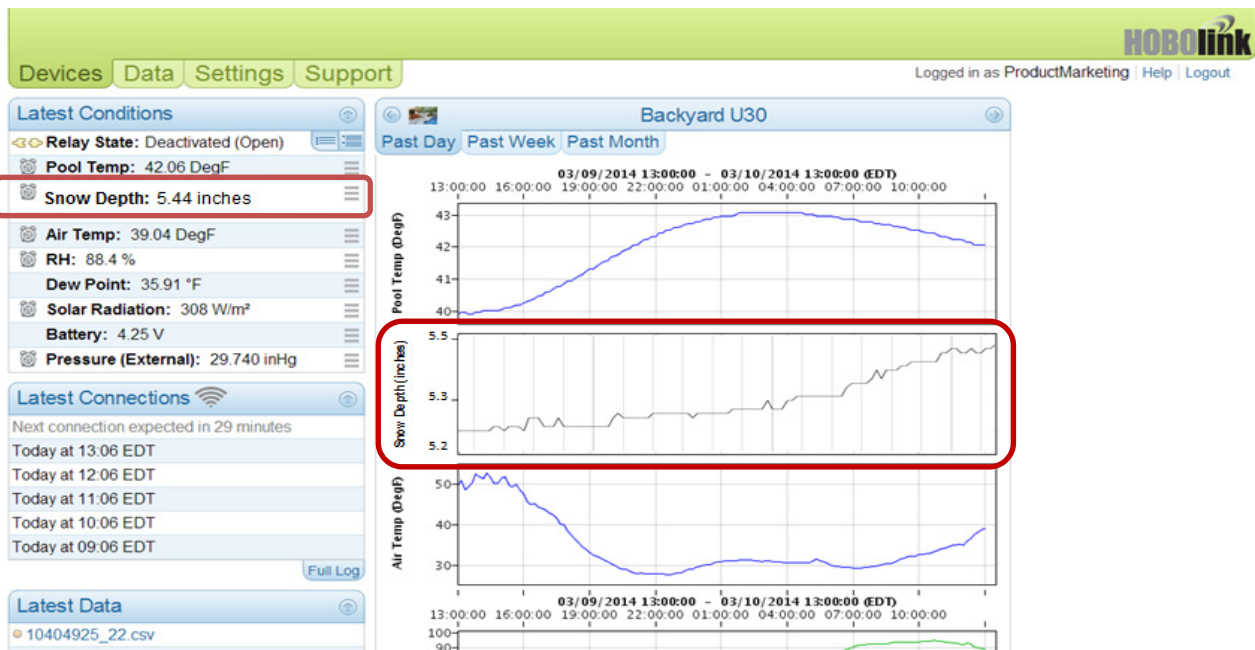 HOBOlink
Devices Data Settings Support
Logged in as ProductMarketing | Help | Logout
Latest Conditions
Relay State: Deactivated (Open)
Pool Temp: 42.06 DegF
Snow Depth: 5.44 inches
Air Temp: 39.04 DegF
RH: 88.4 %
Dew Point: 35.91 °F
Solar Radiation: 308 W/m²
Battery: 4.25 V
Pressure (External): 29.740 inHg
Latest Connections
Next connection expected in 29 minutes
Today at 13:06 EDT
Today at 12:06 EDT
Today at 11:06 EDT
Today at 10:06 EDT
Today at 09:06 EDT
Full Log
Latest Data
10404925_22.csv
Backyard U30
Past Day Past Week Past Month
03/09/2014 13:00:00 - 03/10/2014 13:00:00 (EDT)
13:00:00 16:00:00 19:00:00 22:00:00 01:00:00 04:00:00 07:00:00 10:00:00
Pool Temp (DegF)
43
42
41
40
Snow Depth(inches)
5.5
5.3
5.2
Air Temp (DegF)
50
40
30
03/09/2014 13:00:00 - 03/10/2014 13:00:00 (EDT)
13:00:00 16:00:00 19:00:00 22:00:00 01:00:00 04:00:00 07:00:00 10:00:00
100
90